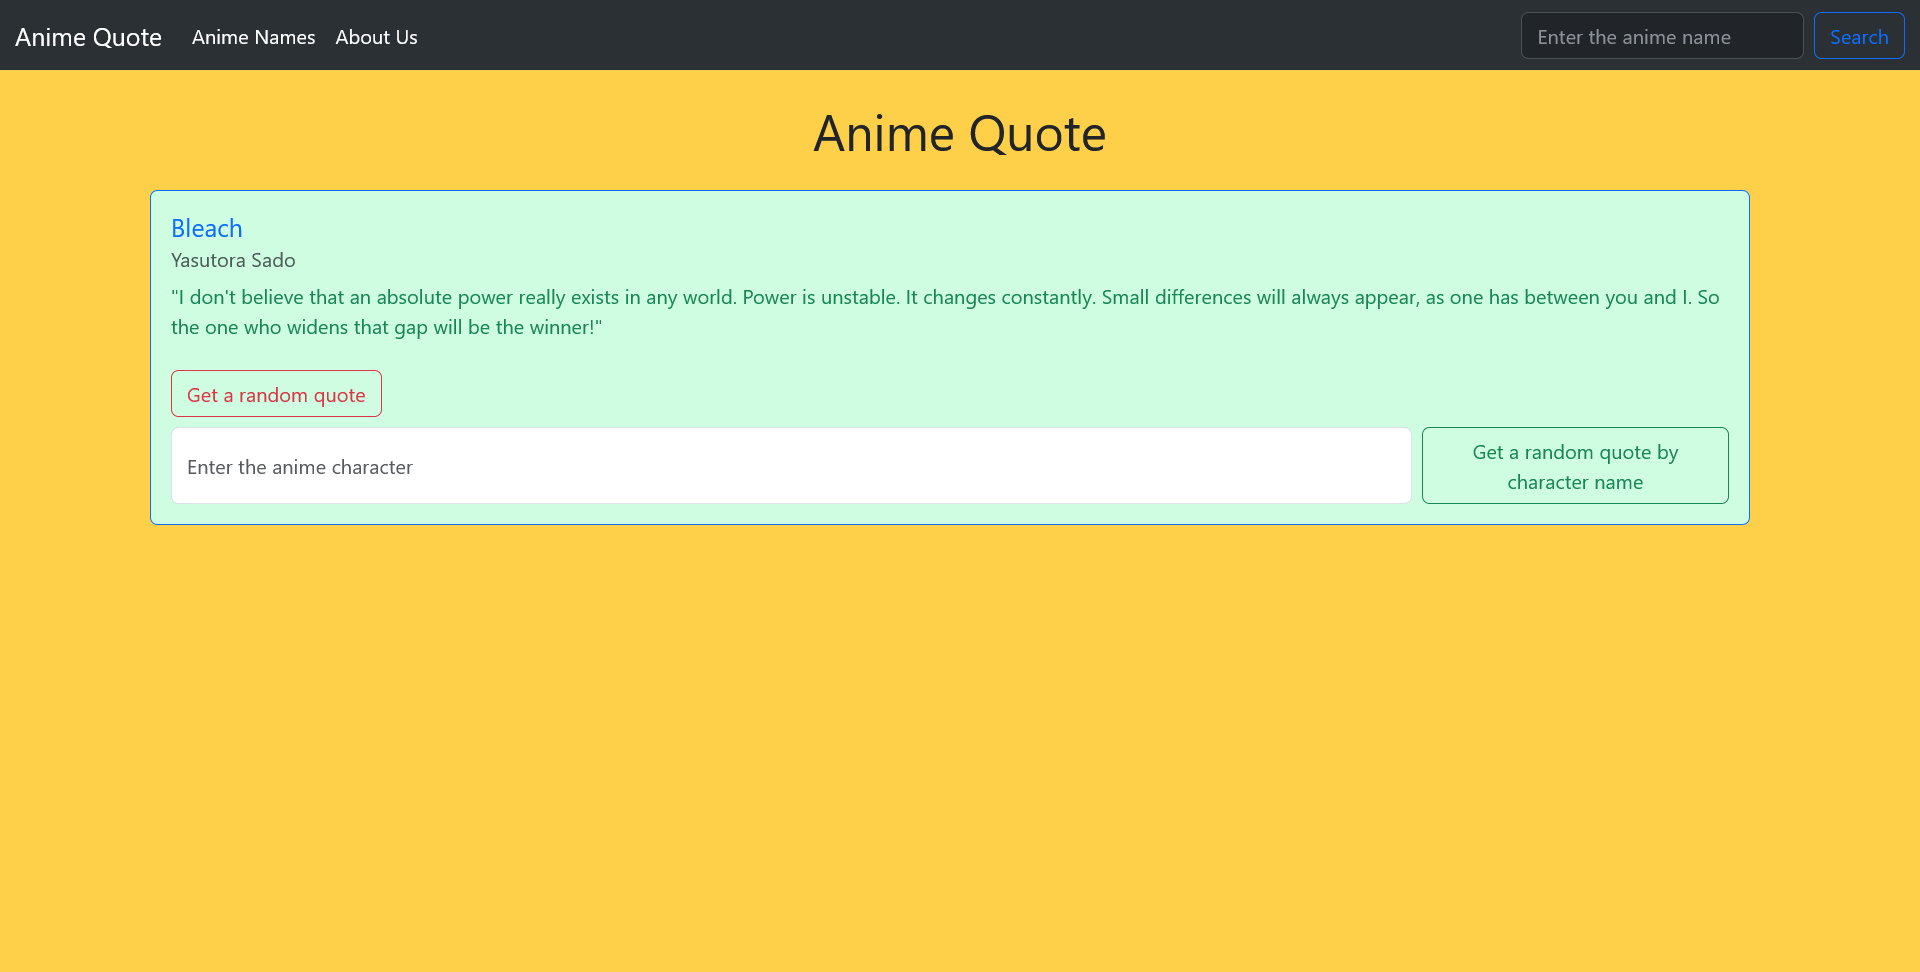 Anime Quote
Anime Names
About Us
Enter the anime name
Search
Anime Quote
Bleach
Yasutora Sado
"I don't believe that an absolute power really exists in any world. Power is unstable. It changes constantly. Small differences will always appear, as one has between you and I. So
the one who widens that gap will be the winner!"
Get a random quote
Enter the anime character
Get a random quote by
character name